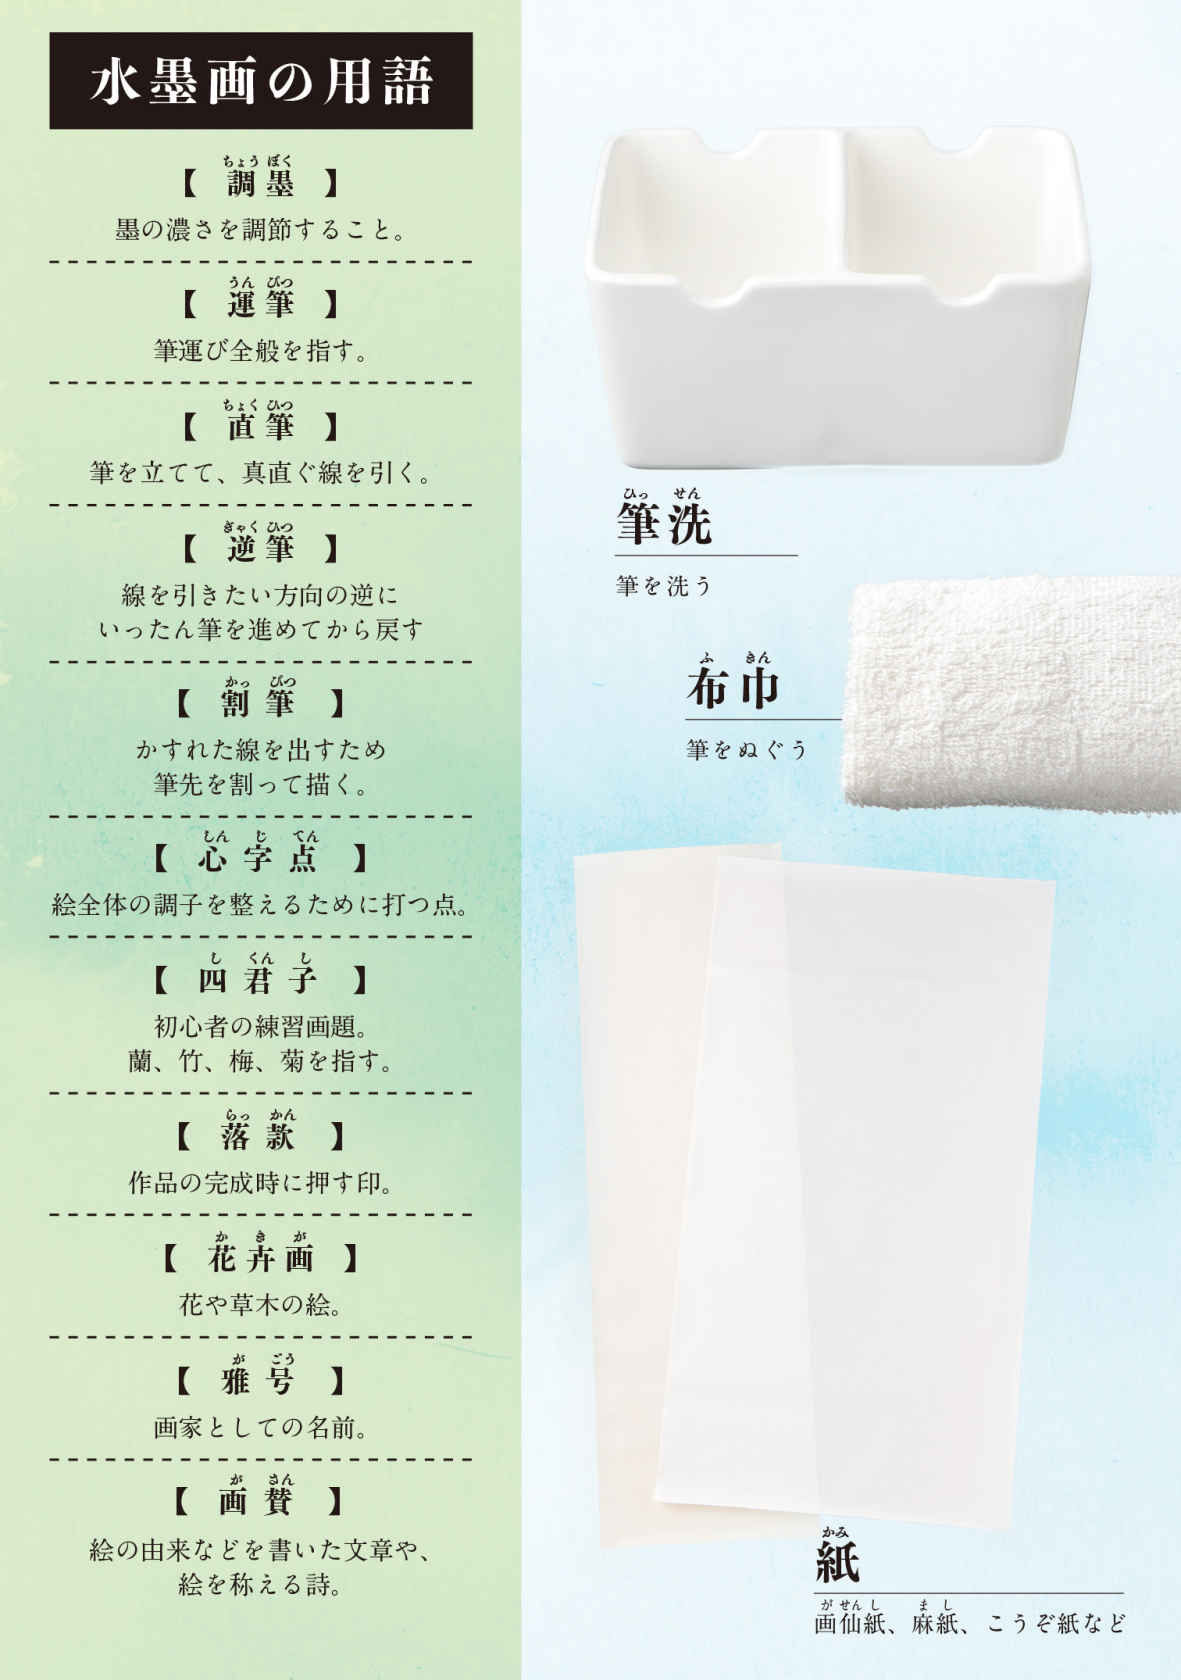 水墨画の用語
【調墨】
ちょうぼく
墨の濃さを調節すること。
【運筆】
うんぴつ
筆運び全般を指す。
【直筆】
ちょくひつ
筆を立てて、真直ぐ線を引く。
【逆筆】
ぎゃくひつ
線を引きたい方向の逆に
いったん筆を進めてから戻す
【割筆】
かっぴつ
かすれた線を出すため
筆先を割って描く。
【心字点】
しんじてん
絵全体の調子を整えるために打つ点。
【四君子】
しくんし
初心者の練習画題。
蘭、竹、梅、菊を指す。
【落款】
らっかん
作品の完成時に押す印。
【花卉画】
かきが
花や草木の絵。
【雅号】
がごう
画家としての名前。
【画賛】
がさん
絵の由来などを書いた文章や、
絵を称える詩。
ひっせん
筆洗
筆を洗う
ふきん
布巾
筆をぬぐう
かみ
紙
がせんし まし
画仙紙、麻紙、こうぞ紙など